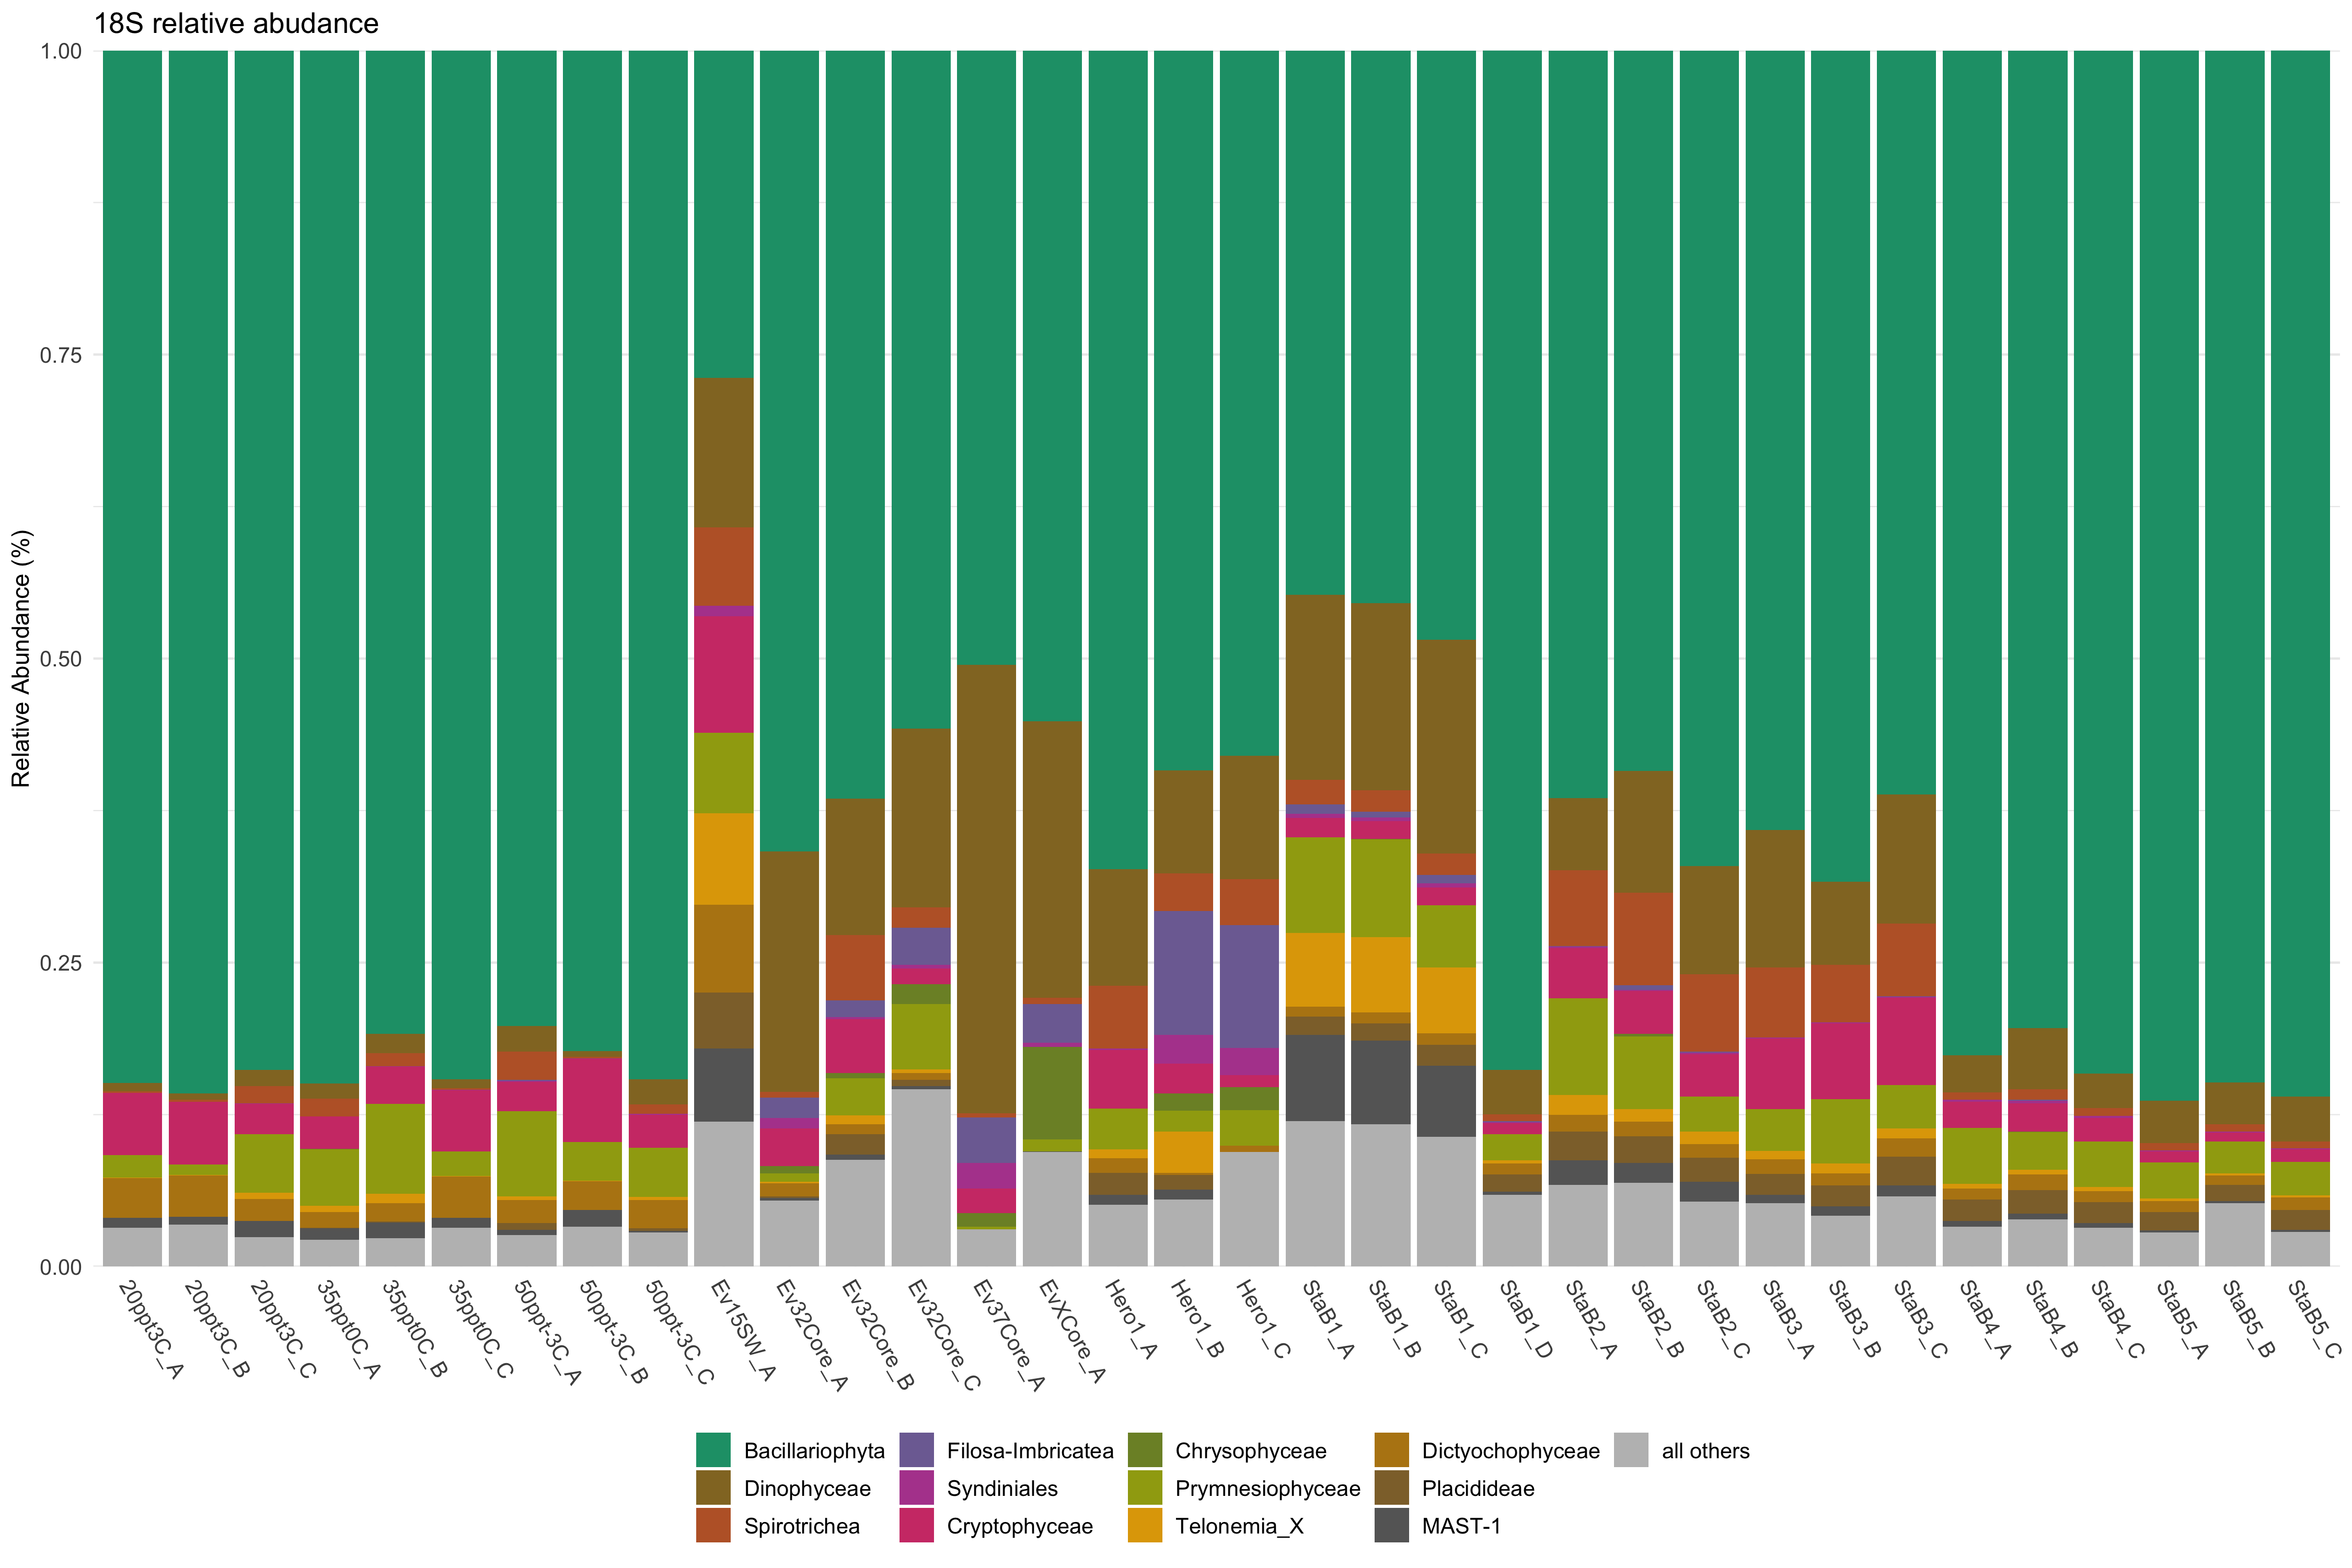 18S relative abudance
Relative Abundance (%)
1.00
0.75
0.50
0.25
0.00
20ppt3C_A
20ppt3C_B
20ppt3C_C
35ppt0C_A
35ppt0C_B
35ppt0C_C
50ppt-3C_A
50ppt-3C_B
50ppt-3C_C
Ev15SW_A
Ev32Core_A
Ev32Core_B
Ev32Core_C
Ev37Core_A
EvXCore_A
Hero1_A
Hero1_B
Hero1_C
StaB1_A
StaB1_B
StaB1_C
StaB1_D
StaB2_A
StaB2_B
StaB2_C
StaB3_A
StaB3_B
StaB3_C
StaB4_A
StaB4_B
StaB4_C
StaB5_A
StaB5_B
StaB5_C
Bacillariophyta
Dinophyceae
Spirotrichea
Filosa-Imbricatea
Syndiniales
Cryptophyceae
Chrysophyceae
Prymnesiophyceae
Telonemia_X
Dictyochophyceae
Placidideae
MAST-1
all others